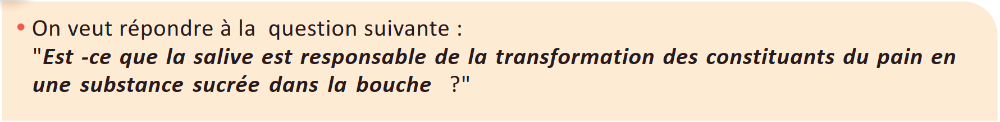 • On veut répondre à la question suivante :
"Est -ce que la salive est responsable de la transformation des constituants du pain en
une substance sucrée dans la bouche ?"